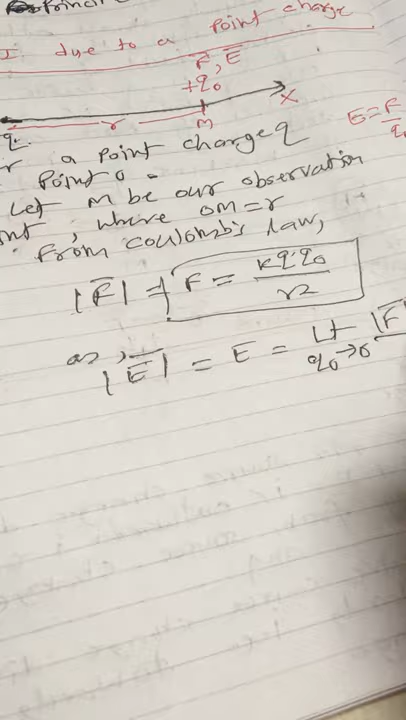 I due to a point charge
F, E
+q₀
r M X
q
E = F/q
r a point charge q
point O
Let M be our observation
int, where OM = r
From coulomb's law,
|F| = F = kqq₀/r²
as, |E| = E = Lt q₀→0 |F|